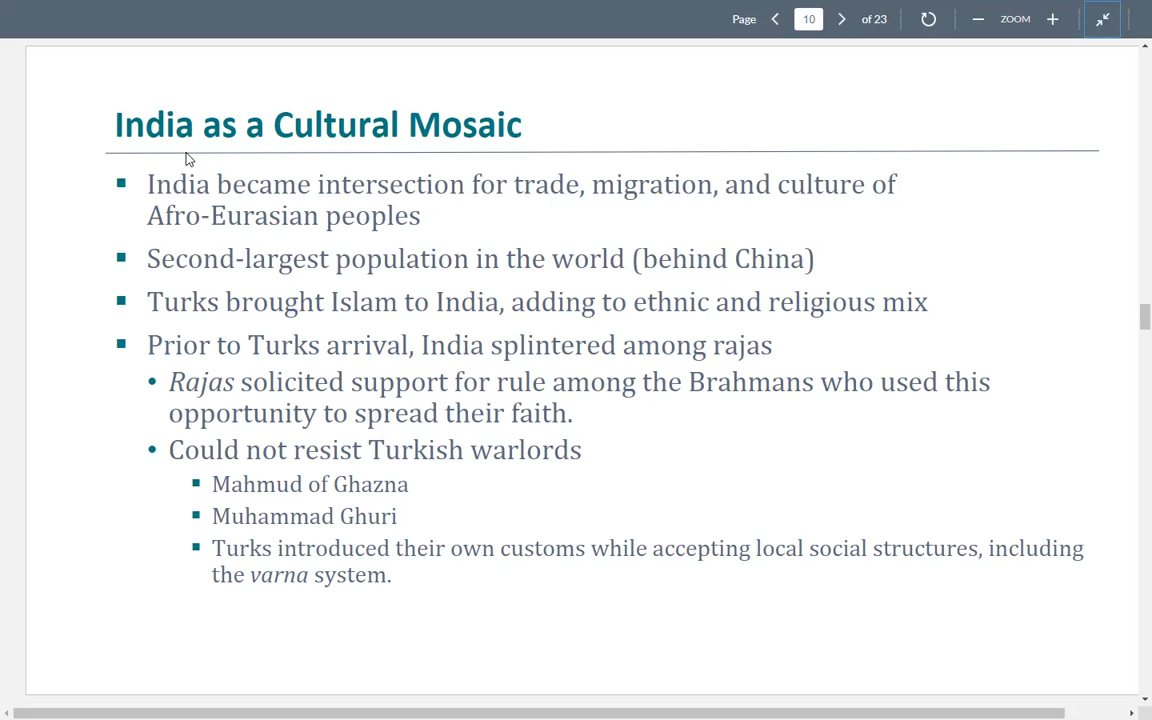 Page 10 of 23 ZOOM
India as a Cultural Mosaic
India became intersection for trade, migration, and culture of
Afro-Eurasian peoples
Second-largest population in the world (behind China)
Turks brought Islam to India, adding to ethnic and religious mix
Prior to Turks arrival, India splintered among rajas
Rajas solicited support for rule among the Brahmans who used this
opportunity to spread their faith.
Could not resist Turkish warlords
Mahmud of Ghazna
Muhammad Ghuri
Turks introduced their own customs while accepting local social structures, including
the varna system.